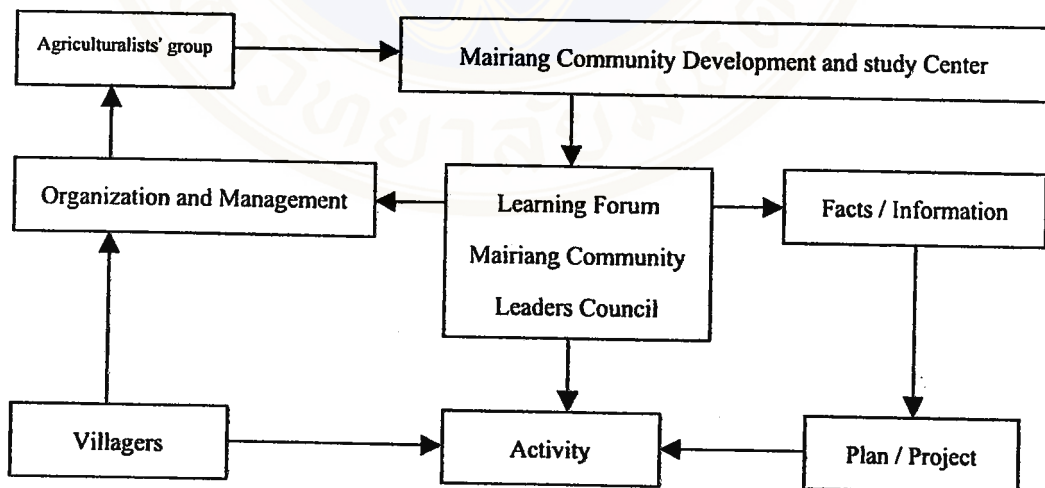 Agriculturalists' group
Mairiang Community Development and study Center
Organization and Management
Learning Forum
Mairiang Community
Leaders Council
Facts / Information
Villagers
Activity
Plan / Project